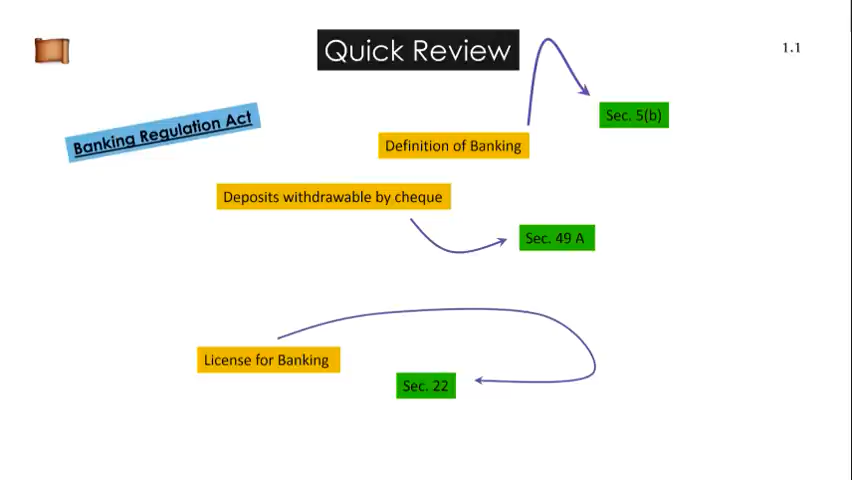 Quick Review
1.1
Banking Regulation Act
Sec. 5(b)
Definition of Banking
Deposits withdrawable by cheque
Sec. 49 A
License for Banking
Sec. 22